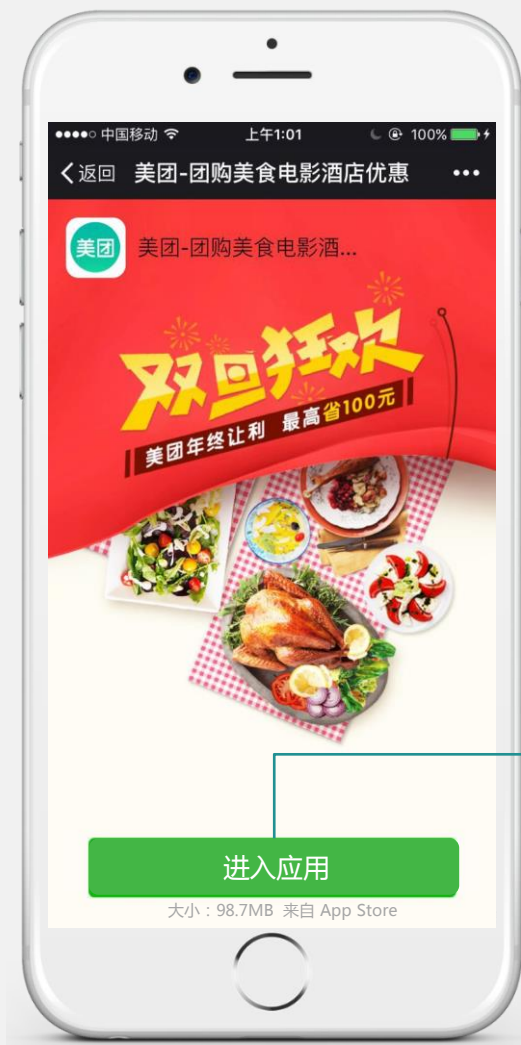 中国移动 上午1:01 100%
返回 美团-团购美食电影酒店优惠
美团 美团-团购美食电影酒...
双旦狂欢
美团年终让利 最高省100元
进入应用
大小：98.7MB 来自 App Store